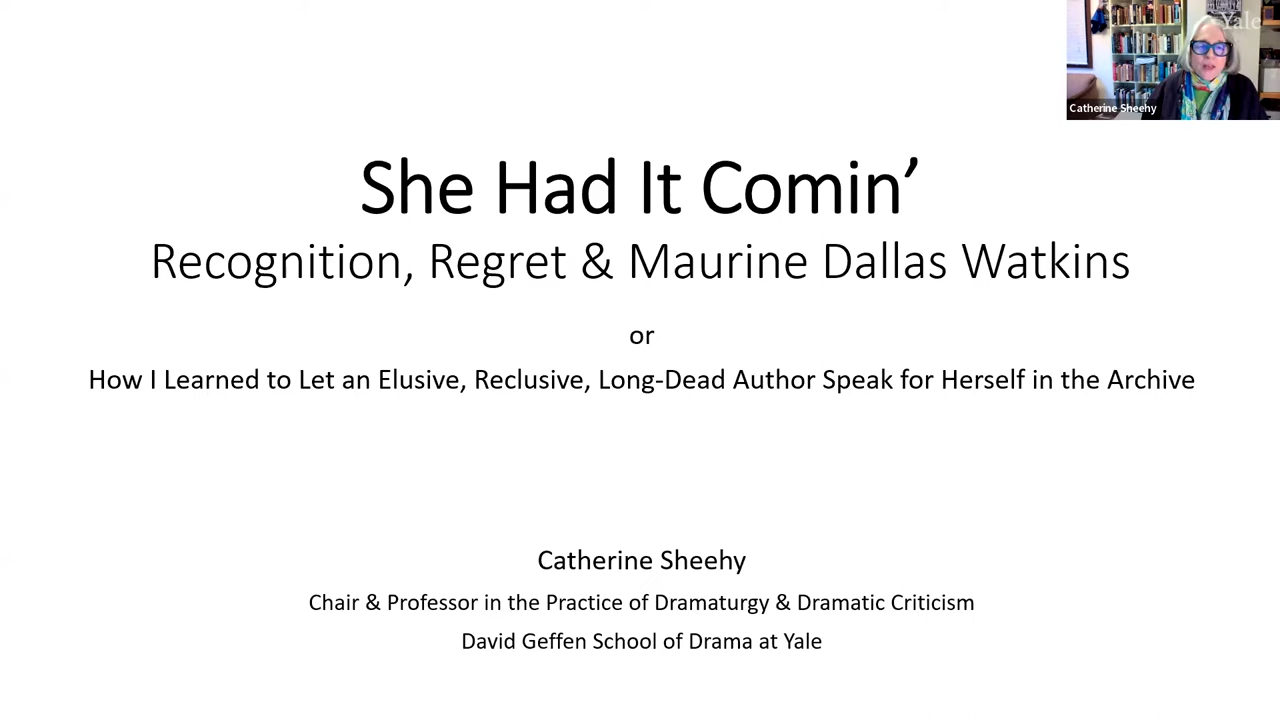 Yale
Catherine Sheehy
She Had It Comin’
Recognition, Regret & Maurine Dallas Watkins
or
How I Learned to Let an Elusive, Reclusive, Long-Dead Author Speak for Herself in the Archive
Catherine Sheehy
Chair & Professor in the Practice of Dramaturgy & Dramatic Criticism
David Geffen School of Drama at Yale